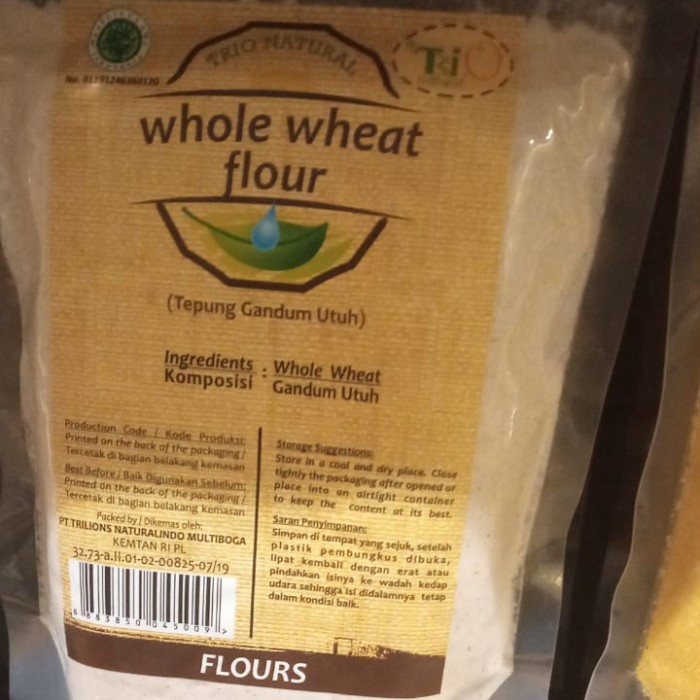 TRIO NATURAL
Trio
No. 01191246360120
whole wheat
flour
(Tepung Gandum Utuh)
Ingredients : Whole Wheat
Komposisi Gandum Utuh
Production Code / Kode Produksi:
Printed on the back of the packaging /
Tercetak di bagian belakang kemasan
Best Before / Baik Digunakan Sebelum:
Printed on the back of the packaging /
Tercetak di bagian belakang kemasan
Packed by / Dikemas oleh:
PT TRILIONS NATURALINDO MULTIBOGA
KEMTAN RI PL
32.73-a.Ii.01-02-00825-07/19
8 883850 045009 >
Storage Suggestions:
Store in a cool and dry place. Close
tightly the packaging after opened or
place into an airtight container
to keep the content at its best.
Saran Penyimpanan:
Simpan di tempat yang sejuk, setelah
plastik pembungkus dibuka,
lipat kembali dengan erat atau
pindahkan isinya ke wadah kedap
udara sehingga isi didalamnya tetap
dalam kondisi baik.
FLOURS